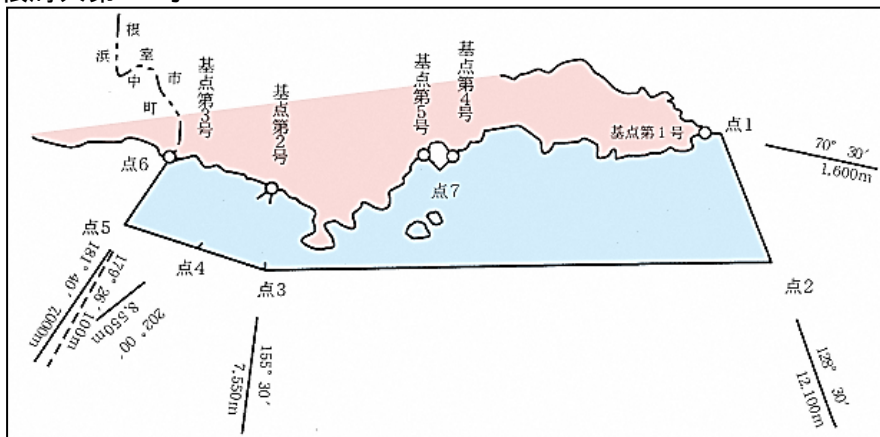 根室市
浜中町
基点第3号
基点第2号
基点第5号
基点第4号
基点第1号
点1
70° 30′
1.600m
点6
点7
点5
点4
点3
点2
181° 40′ 7000m
179° 26′ 100m
202° 00′
8.550m
155° 30′
7.550m
128° 30′
12.100m